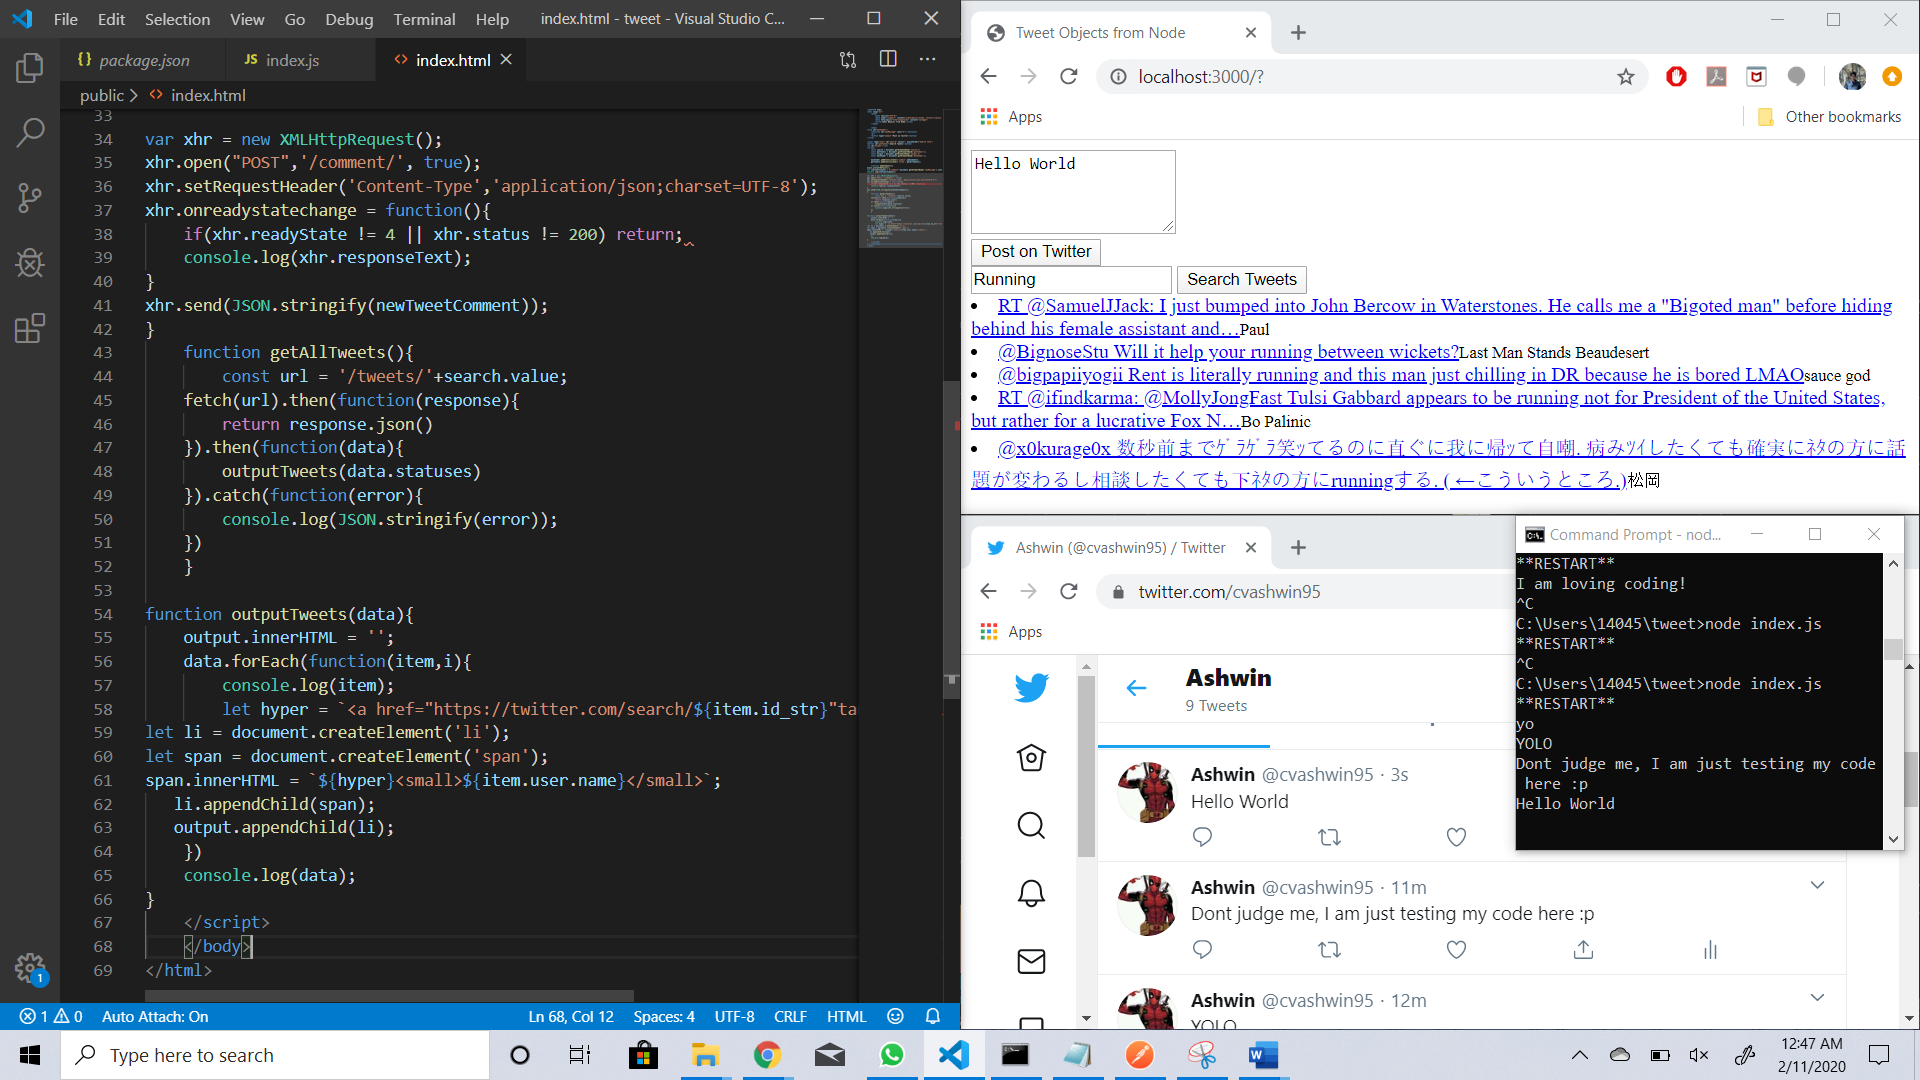 File Edit Selection View Go Debug Terminal Help index.html - tweet - Visual Studio C...
package.json JS index.js index.html
public > index.html
33
34 var xhr = new XMLHttpRequest();
35 xhr.open("POST",'/comment/', true);
36 xhr.setRequestHeader('Content-Type','application/json;charset=UTF-8');
37 xhr.onreadystatechange = function(){
38 if(xhr.readyState != 4 || xhr.status != 200) return;
39 console.log(xhr.responseText);
40 }
41 xhr.send(JSON.stringify(newTweetComment));
42 }
43 function getAllTweets(){
44 const url = '/tweets/'+search.value;
45 fetch(url).then(function(response){
46 return response.json()
47 }).then(function(data){
48 outputTweets(data.statuses)
49 }).catch(function(error){
50 console.log(JSON.stringify(error));
51 })
52 }
53
54 function outputTweets(data){
55 output.innerHTML = '';
56 data.forEach(function(item,i){
57 console.log(item);
58 let hyper = `<a href="https://twitter.com/search/${item.id_str}"ta
59 let li = document.createElement('li');
60 let span = document.createElement('span');
61 span.innerHTML = `${hyper}<small>${item.user.name}</small>`;
62 li.appendChild(span);
63 output.appendChild(li);
64 })
65 console.log(data);
66 }
67 </script>
68 </body>
69 </html>
1
1 0 Auto Attach: On Ln 68, Col 12 Spaces: 4 UTF-8 CRLF HTML
Tweet Objects from Node
localhost:3000/?
Apps Other bookmarks
Hello World
Post on Twitter
Running Search Tweets
RT @SamuelJJack: I just bumped into John Bercow in Waterstones. He calls me a "Bigoted man" before hiding
behind his female assistant and…Paul
@BignoseStu Will it help your running between wickets?Last Man Stands Beaudesert
@bigpapiiyogii Rent is literally running and this man just chilling in DR because he is bored LMAOsauce god
RT @ifindkarma: @MollyJongFast Tulsi Gabbard appears to be running not for President of the United States,
but rather for a lucrative Fox N…Bo Palinic
@x0kurage0x 数秒前までｹﾞﾗｹﾞﾗ笑ｯてるのに直ぐに我に帰ｯて自嘲. 病みﾂｲしたくても確実にﾈﾀの方に話
題が変わるし相談したくても下ﾈﾀの方にrunningする. ( ←こういうところ.)松岡
Ashwin (@cvashwin95) / Twitter
twitter.com/cvashwin95
Apps
Ashwin
9 Tweets
Ashwin @cvashwin95 · 3s
Hello World
Ashwin @cvashwin95 · 11m
Dont judge me, I am just testing my code here :p
Ashwin @cvashwin95 · 12m
YOLO
Command Prompt - nod...
**RESTART**
I am loving coding!
^C
C:\Users\14045\tweet>node index.js
**RESTART**
^C
C:\Users\14045\tweet>node index.js
**RESTART**
yo
YOLO
Dont judge me, I am just testing my code
here :p
Hello World
Type here to search
12:47 AM
2/11/2020